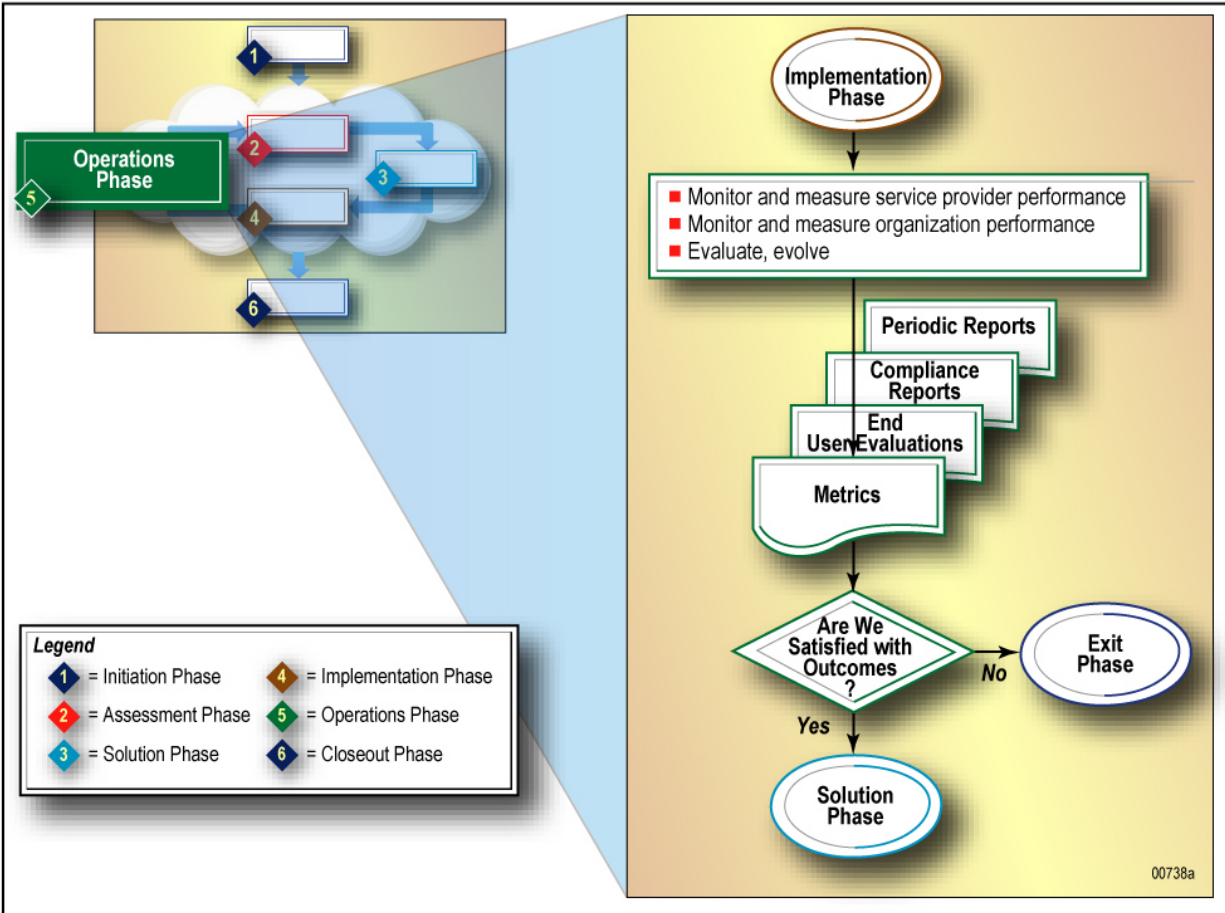 1
2
3
4
Operations
Phase
5
6
Legend
1 = Initiation Phase
2 = Assessment Phase
3 = Solution Phase
4 = Implementation Phase
5 = Operations Phase
6 = Closeout Phase
Implementation
Phase
Monitor and measure service provider performance
Monitor and measure organization performance
Evaluate, evolve
Periodic Reports
Compliance
Reports
End
User Evaluations
Metrics
Are We
Satisfied with
Outcomes
?
No
Exit
Phase
Yes
Solution
Phase
00738a